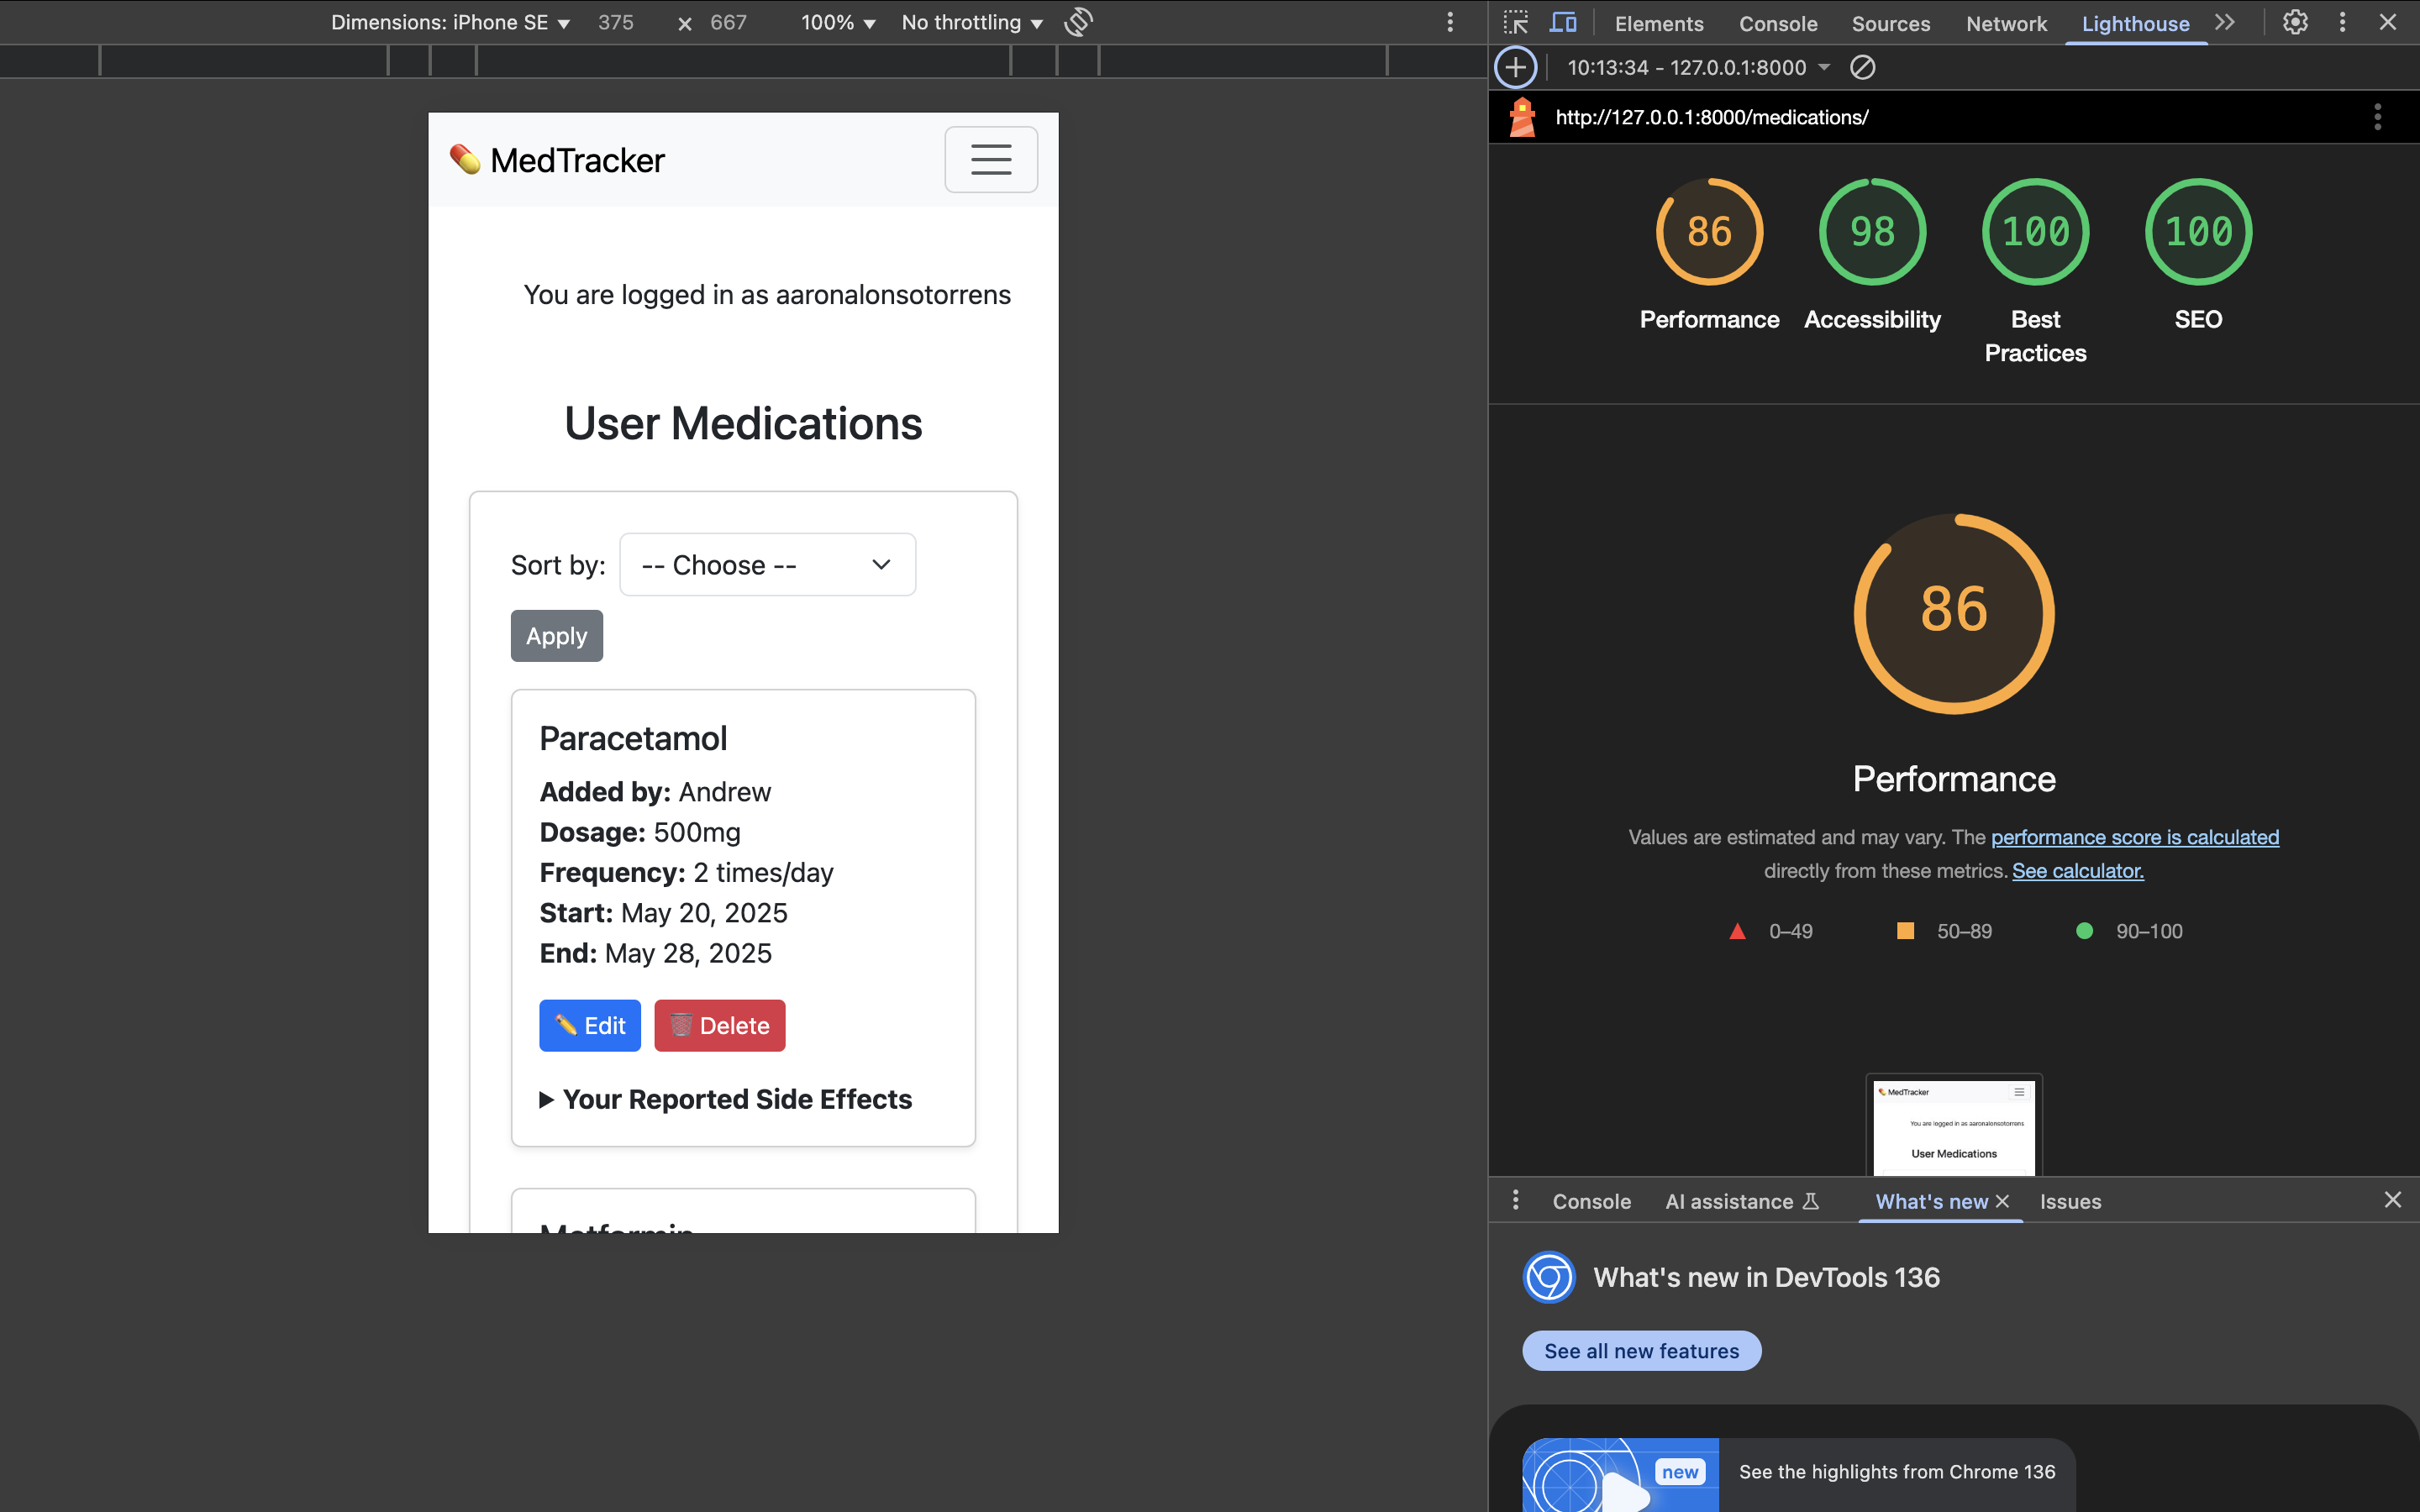 Dimensions: iPhone SE ▼ 375 × 667 100% ▼ No throttling ▼
💊 MedTracker
You are logged in as aaronalonsotorrens
User Medications
Sort by: -- Choose --
Apply
Paracetamol
Added by: Andrew
Dosage: 500mg
Frequency: 2 times/day
Start: May 20, 2025
End: May 28, 2025
✏️ Edit 🗑️ Delete
▶ Your Reported Side Effects
Metformin
Elements Console Sources Network Lighthouse
10:13:34 - 127.0.0.1:8000
http://127.0.0.1:8000/medications/
86 98 100 100
Performance Accessibility Best Practices SEO
86
Performance
Values are estimated and may vary. The performance score is calculated
directly from these metrics. See calculator.
0–49 50–89 90–100
MedTracker
You are logged in as aaronalonsotorrens
User Medications
Console AI assistance What's new × Issues
What's new in DevTools 136
See all new features
new
See the highlights from Chrome 136